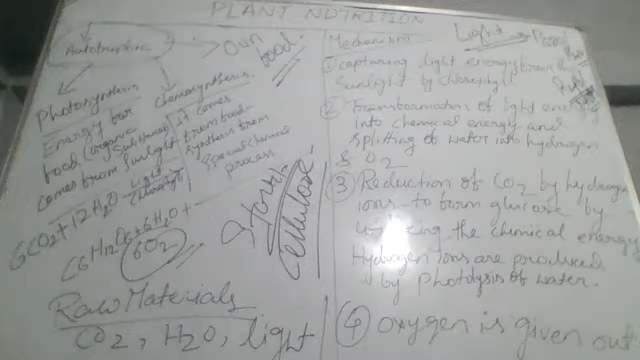 PLANT NUTRITION
Autotrophic
Own
food.
Photosynthesis
Energy for
food (organic
substance)
comes from sunlight
Chemosynthesis.
It comes
from food
synthesis from
Special chemical
process
6CO2 + 12H2O Light
Chlorophyll
C6H12O6 + 6H2O +
6O2
Starch
Cellulose.
Raw Materials
CO2, H2O, light
Mechanism
Light
① capturing light energy from
Sunlight by chlorophyll
② Transformation of light energy
into chemical energy and
splitting of water into hydrogen
& O2
③ Reduction of CO2 by hydrogen
ions to form glucose by
utilizing the chemical energy
Hydrogen ions are produced
by photolysis of water.
④ oxygen is given out